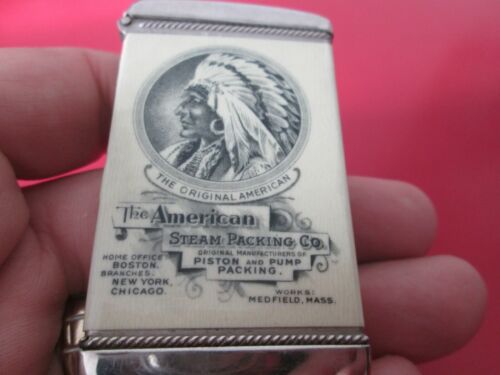 THE ORIGINAL AMERICAN
The American
STEAM PACKING CO.
ORIGINAL MANUFACTURERS OF
PISTON AND PUMP
PACKING.
HOME OFFICE
BOSTON.
BRANCHES.
NEW YORK,
CHICAGO.
WORKS:
MEDFIELD, MASS.